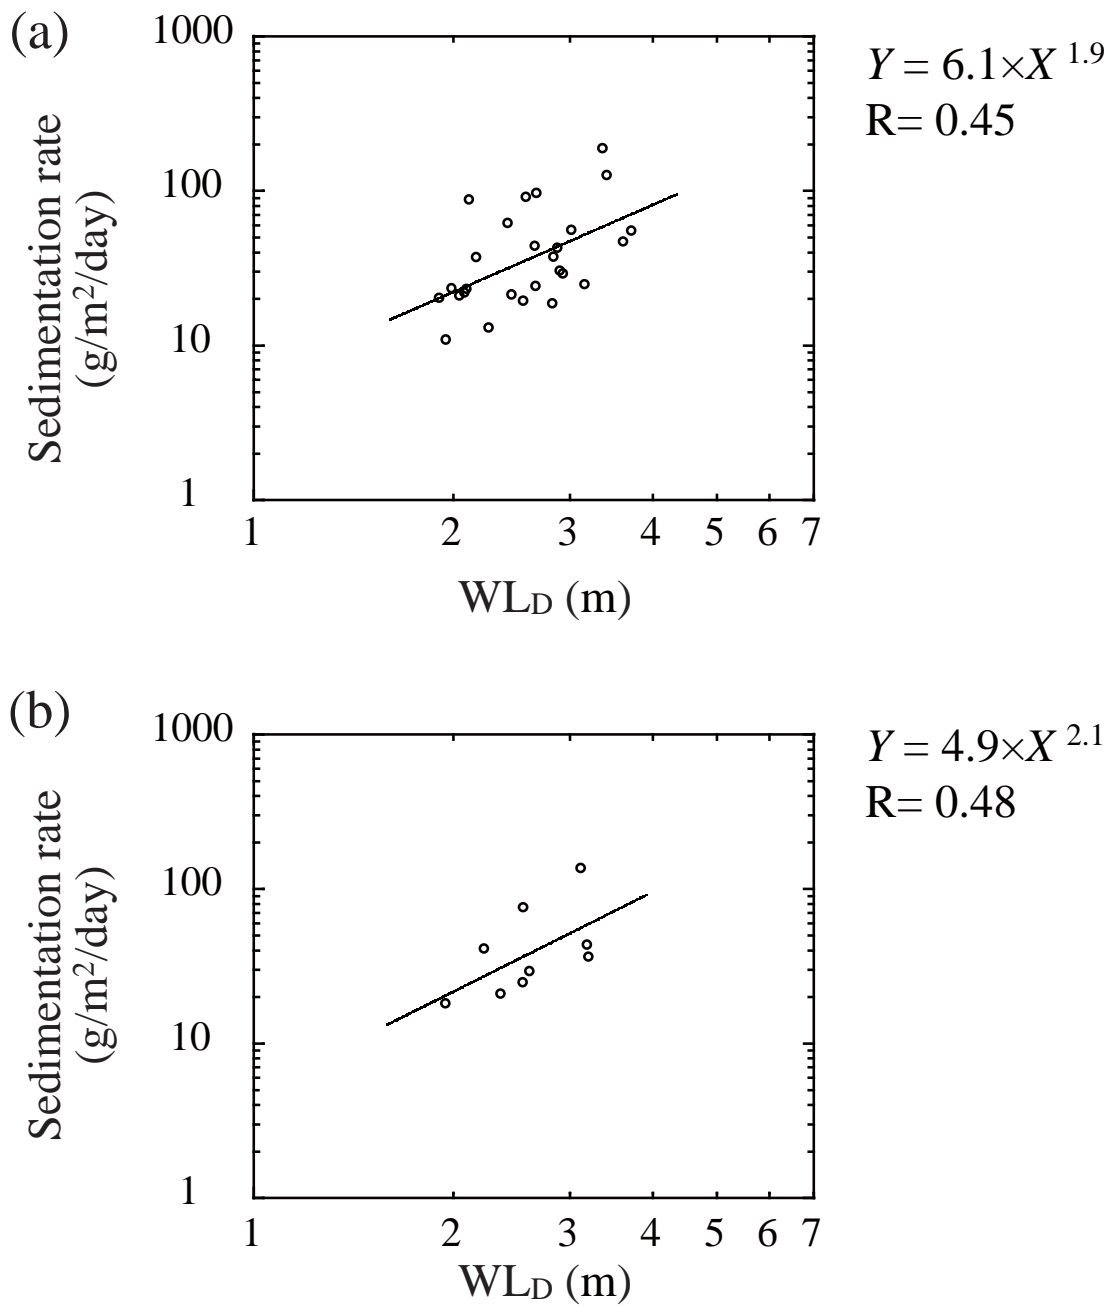 (a)
1000
100
10
1
Sedimentation rate
(g/m²/day)
1 2 3 4 5 6 7
WL_D (m)
Y = 6.1×X^1.9
R= 0.45
(b)
1000
100
10
1
Sedimentation rate
(g/m²/day)
1 2 3 4 5 6 7
WL_D (m)
Y = 4.9×X^2.1
R= 0.48